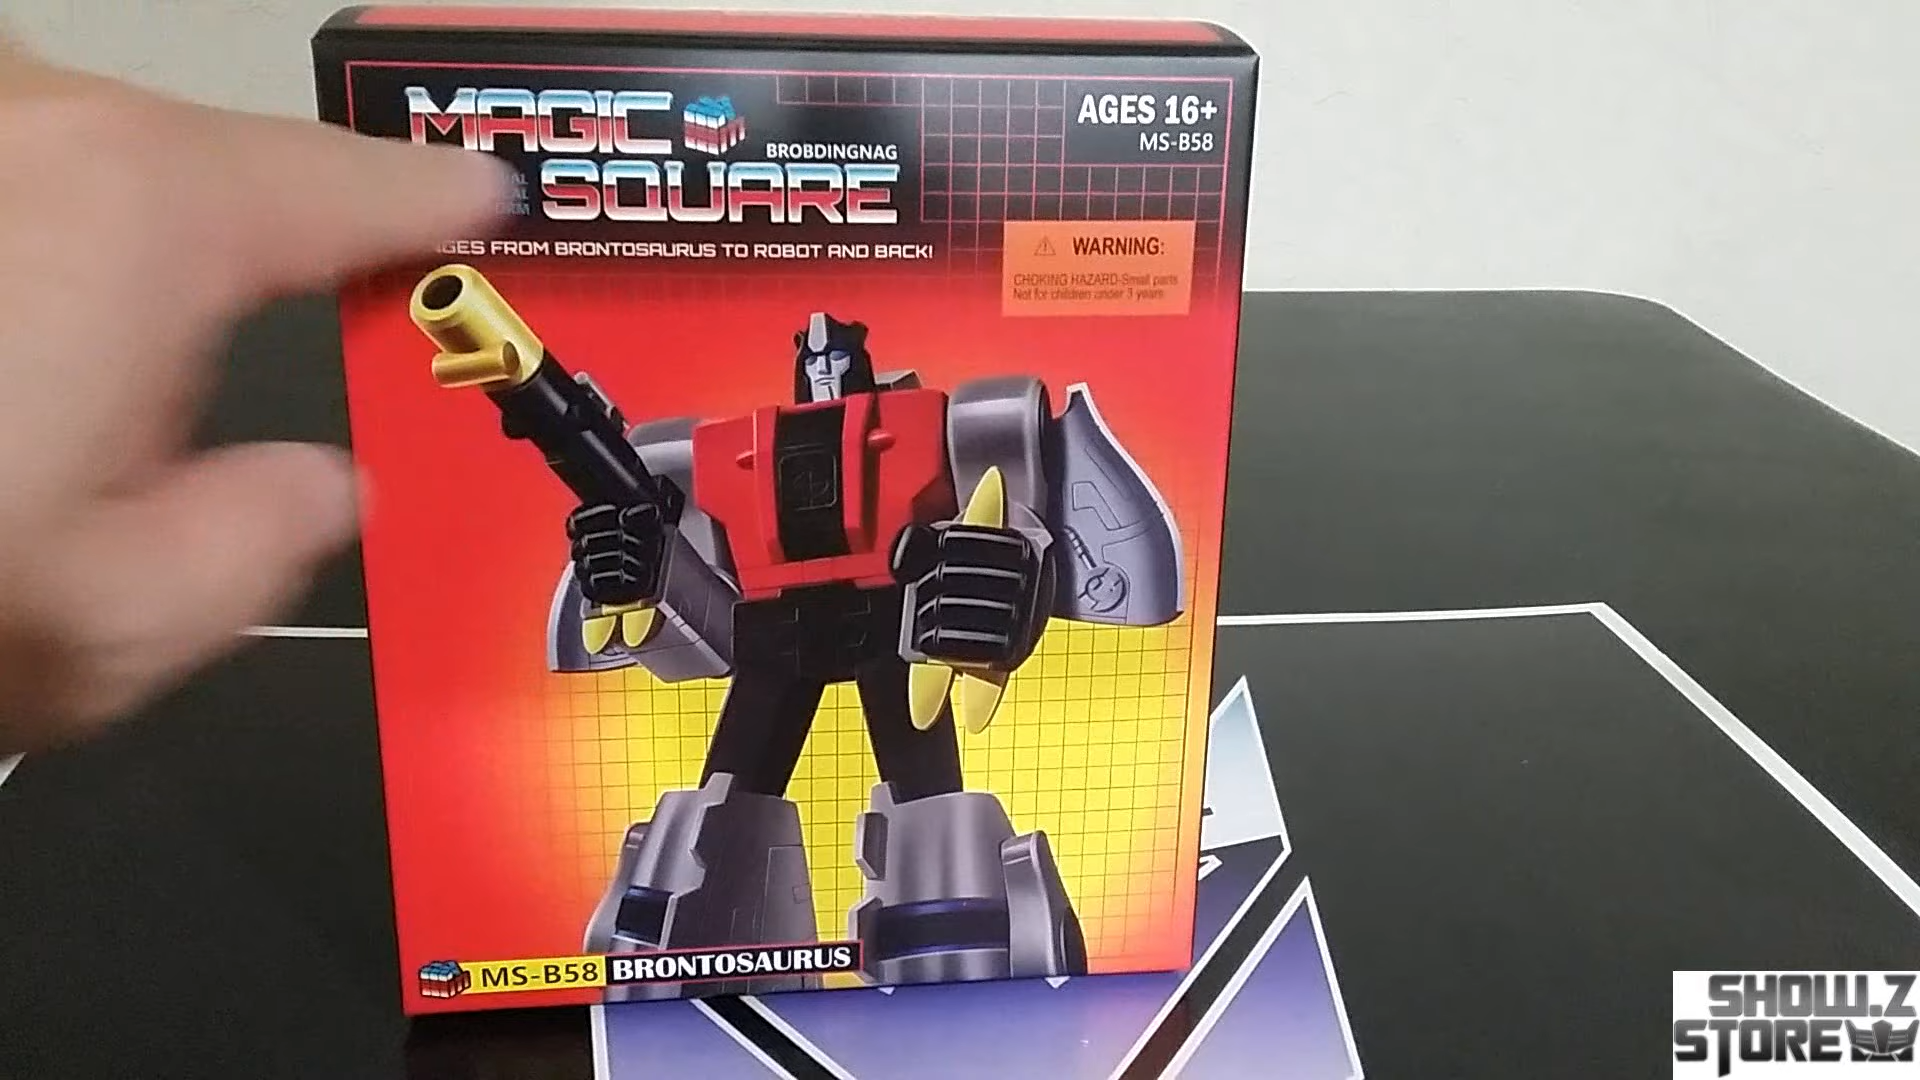 MAGIC
AGES 16+
MS-B58
BROBDINGNAG
SQUARE
FROM BRONTOSAURUS TO ROBOT AND BACK!
WARNING:
CHOKING HAZARD-Small parts
Not for children under 3 years
MS-B58 BRONTOSAURUS
SHOW.Z
STORE